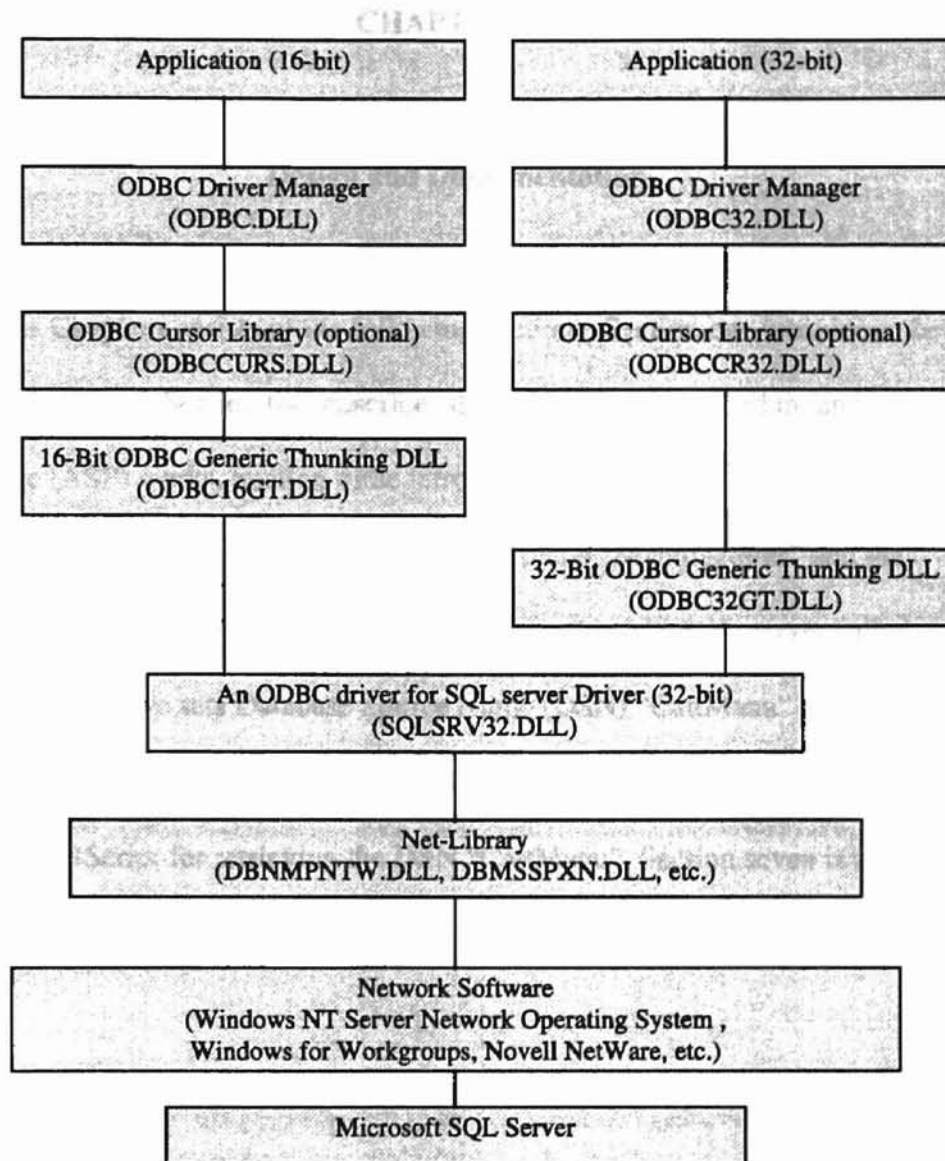 Application (16-bit)
Application (32-bit)
ODBC Driver Manager
(ODBC.DLL)
ODBC Driver Manager
(ODBC32.DLL)
ODBC Cursor Library (optional)
(ODBCCURS.DLL)
ODBC Cursor Library (optional)
(ODBCCR32.DLL)
16-Bit ODBC Generic Thunking DLL
(ODBC16GT.DLL)
32-Bit ODBC Generic Thunking DLL
(ODBC32GT.DLL)
An ODBC driver for SQL server Driver (32-bit)
(SQLSRV32.DLL)
Net-Library
(DBNMPNTW.DLL, DBMSSPXN.DLL, etc.)
Network Software
(Windows NT Server Network Operating System ,
Windows for Workgroups, Novell NetWare, etc.)
Microsoft SQL Server